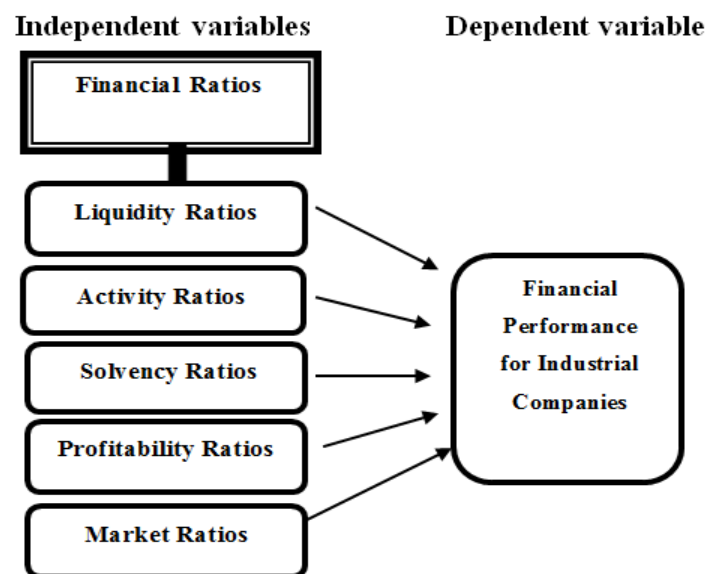 Independent variables
Dependent variable
Financial Ratios
Liquidity Ratios
Activity Ratios
Solvency Ratios
Profitability Ratios
Market Ratios
Financial
Performance
for Industrial
Companies